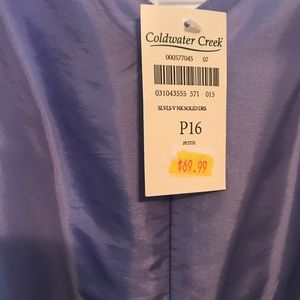 Coldwater Creek
000577045 07
031043555 571 015
SLVLS V NK SOLID DRS
P16
PETITE
$69.99